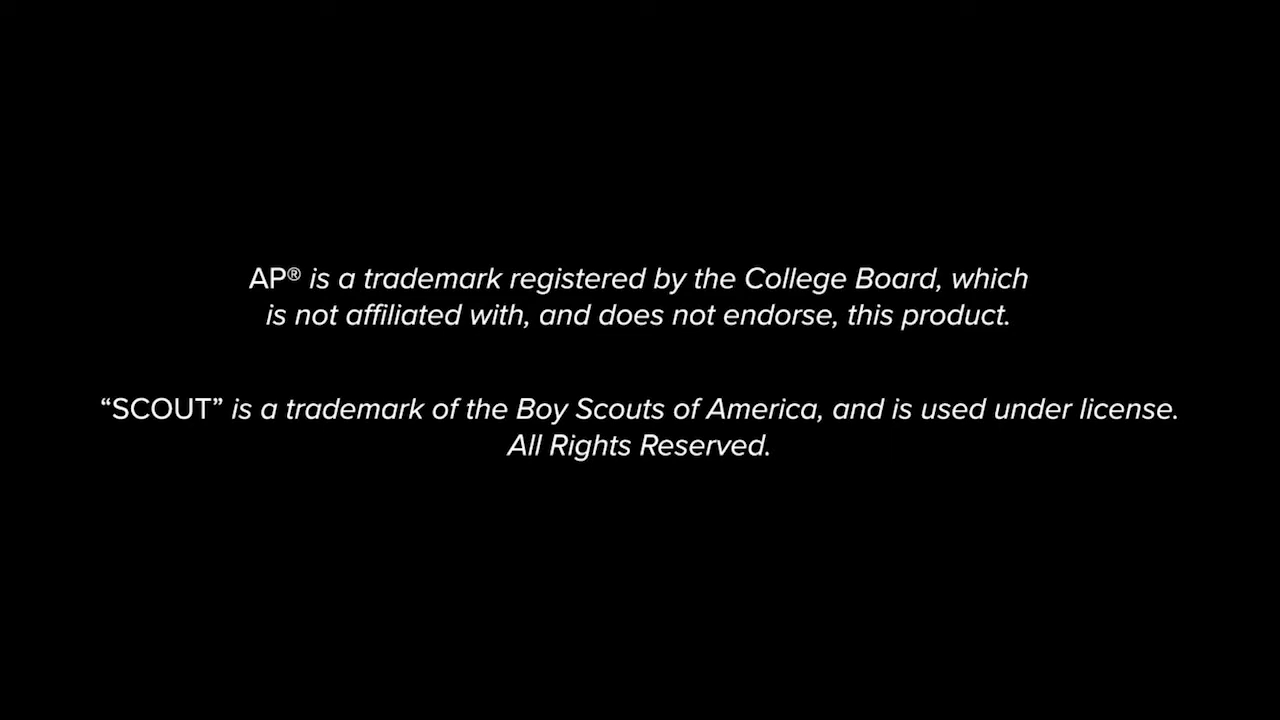 AP® is a trademark registered by the College Board, which
is not affiliated with, and does not endorse, this product.
“SCOUT” is a trademark of the Boy Scouts of America, and is used under license.
All Rights Reserved.